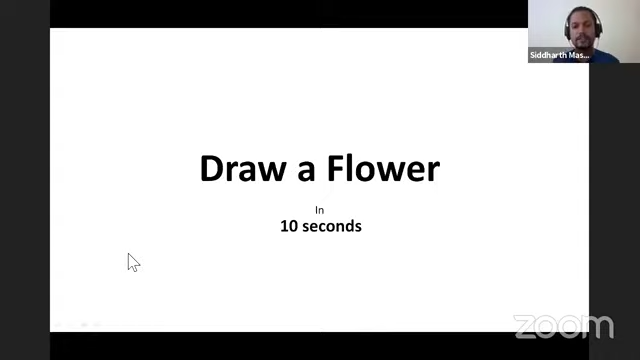 Siddharth Mas...
Draw a Flower
In
10 seconds
zoom